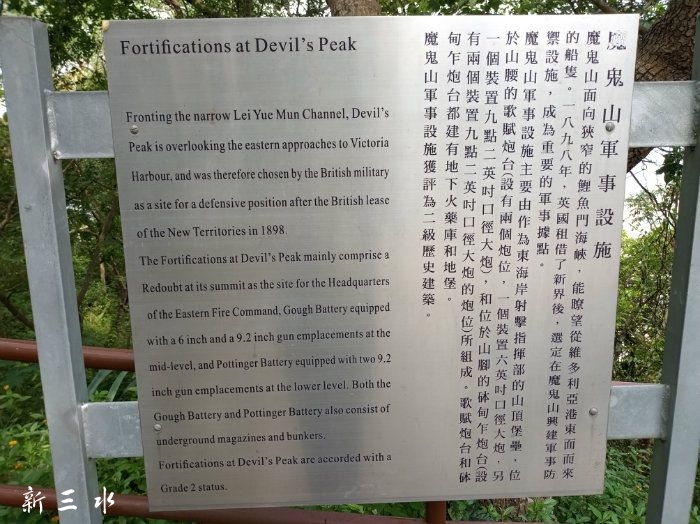 Fortifications at Devil's Peak
Fronting the narrow Lei Yue Mun Channel, Devil's
Peak is overlooking the eastern approaches to Victoria
Harbour, and was therefore chosen by the British military
as a site for a defensive position after the British lease
of the New Territories in 1898.
The Fortifications at Devil's Peak mainly comprise a
Redoubt at its summit as the site for the Headquarters
of the Eastern Fire Command, Gough Battery equipped
with a 6 inch and a 9.2 inch gun emplacements at the
mid-level, and Pottinger Battery equipped with two 9.2
inch gun emplacements at the lower level. Both the
Gough Battery and Pottinger Battery also consist of
underground magazines and bunkers.
Fortifications at Devil's Peak are accorded with a
Grade 2 status.
魔鬼山軍事設施
魔鬼山面向狹窄的鯉魚門海峽，能瞭望從維多利亞港東面而來
的船隻。一八九八年，英國租借了新界後，選定在魔鬼山興建軍事防
禦設施，成為重要的軍事據點。
魔鬼山軍事設施主要由作為東海岸射擊指揮部的山頂堡壘，位
於山腰的歌賦炮台(設有兩個炮位，一個裝置六英吋口徑大炮，另
一個裝置九點二英吋口徑大炮)，和位於山腳的砵甸乍炮台(設
有兩個裝置九點二英吋口徑大炮的炮位)所組成。歌賦炮台和砵
甸乍炮台都建有地下火藥庫和地堡。
魔鬼山軍事設施獲評為二級歷史建築。
新三水